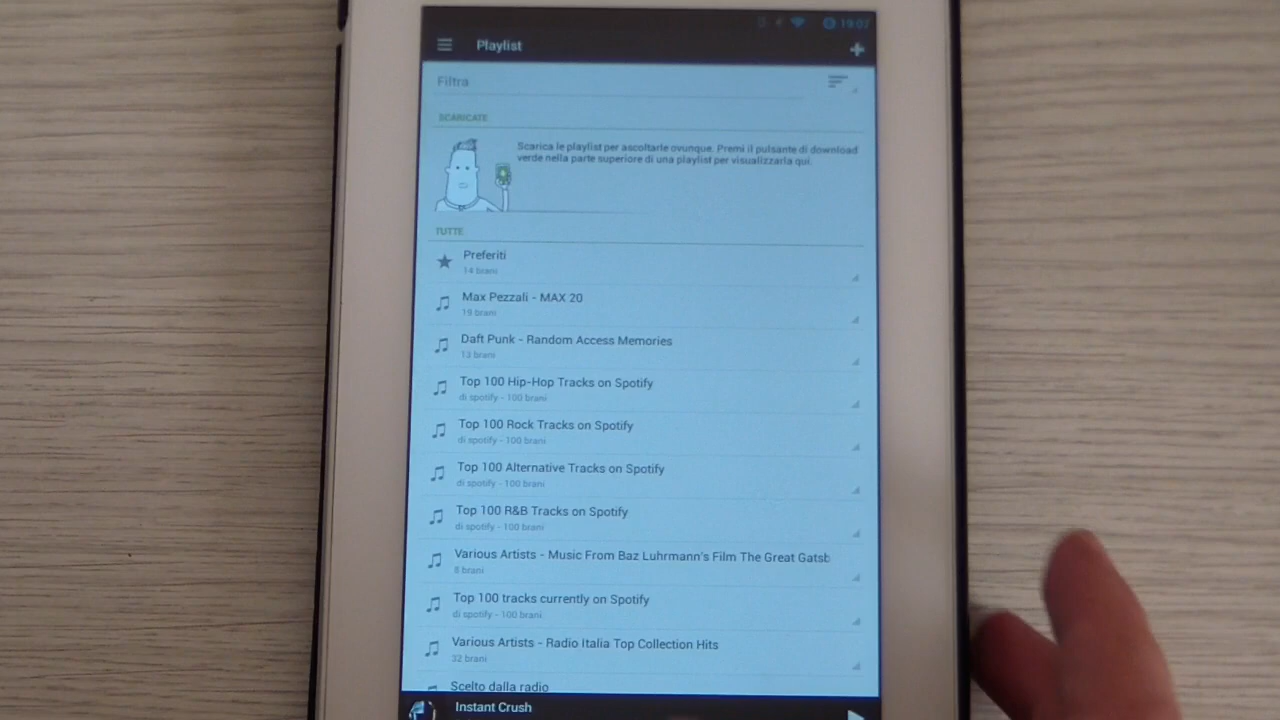 19:07
Playlist
Filtra
SCARICATE
Scarica le playlist per ascoltarle ovunque. Premi il pulsante di download
verde nella parte superiore di una playlist per visualizzarla qui.
TUTTE
Preferiti
14 brani
Max Pezzali - MAX 20
19 brani
Daft Punk - Random Access Memories
13 brani
Top 100 Hip-Hop Tracks on Spotify
di spotify - 100 brani
Top 100 Rock Tracks on Spotify
di spotify - 100 brani
Top 100 Alternative Tracks on Spotify
di spotify - 100 brani
Top 100 R&B Tracks on Spotify
di spotify - 100 brani
Various Artists - Music From Baz Luhrmann's Film The Great Gatsb
8 brani
Top 100 tracks currently on Spotify
di spotify - 100 brani
Various Artists - Radio Italia Top Collection Hits
32 brani
Scelto dalla radio
Instant Crush